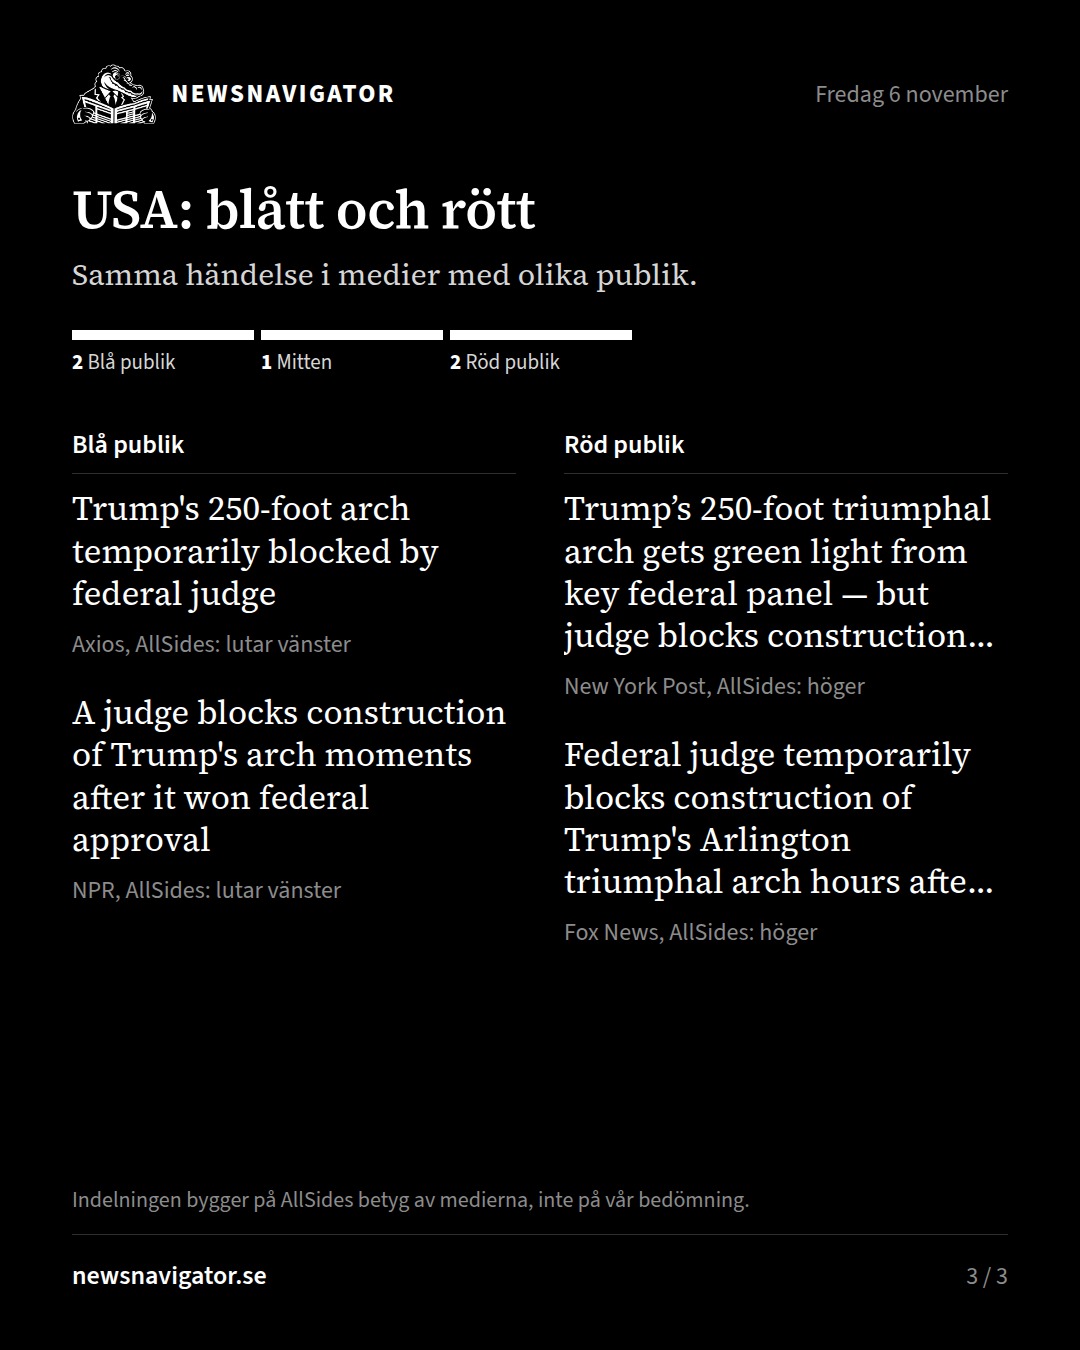 NEWSNAVIGATOR
Fredag 6 november
USA: blått och rött
Samma händelse i medier med olika publik.
2 Blå publik
1 Mitten
2 Röd publik
Blå publik
Trump's 250-foot arch
temporarily blocked by
federal judge
Axios, AllSides: lutar vänster
A judge blocks construction
of Trump's arch moments
after it won federal
approval
NPR, AllSides: lutar vänster
Röd publik
Trump’s 250-foot triumphal
arch gets green light from
key federal panel — but
judge blocks construction...
New York Post, AllSides: höger
Federal judge temporarily
blocks construction of
Trump's Arlington
triumphal arch hours afte...
Fox News, AllSides: höger
Indelningen bygger på AllSides betyg av medierna, inte på vår bedömning.
newsnavigator.se
3 / 3